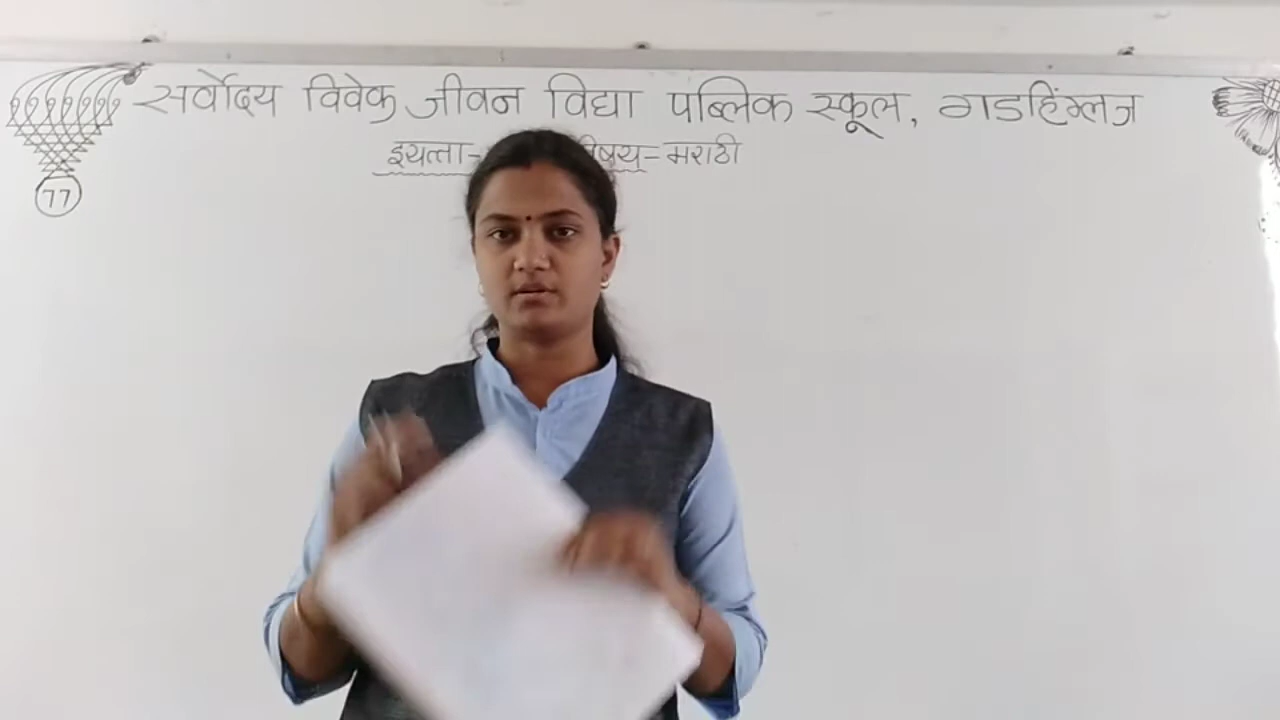 सर्वोदय विवेक जीवन विद्या पब्लिक स्कूल, गडहिंग्लज
इयत्ता- विषय=मराठी
77